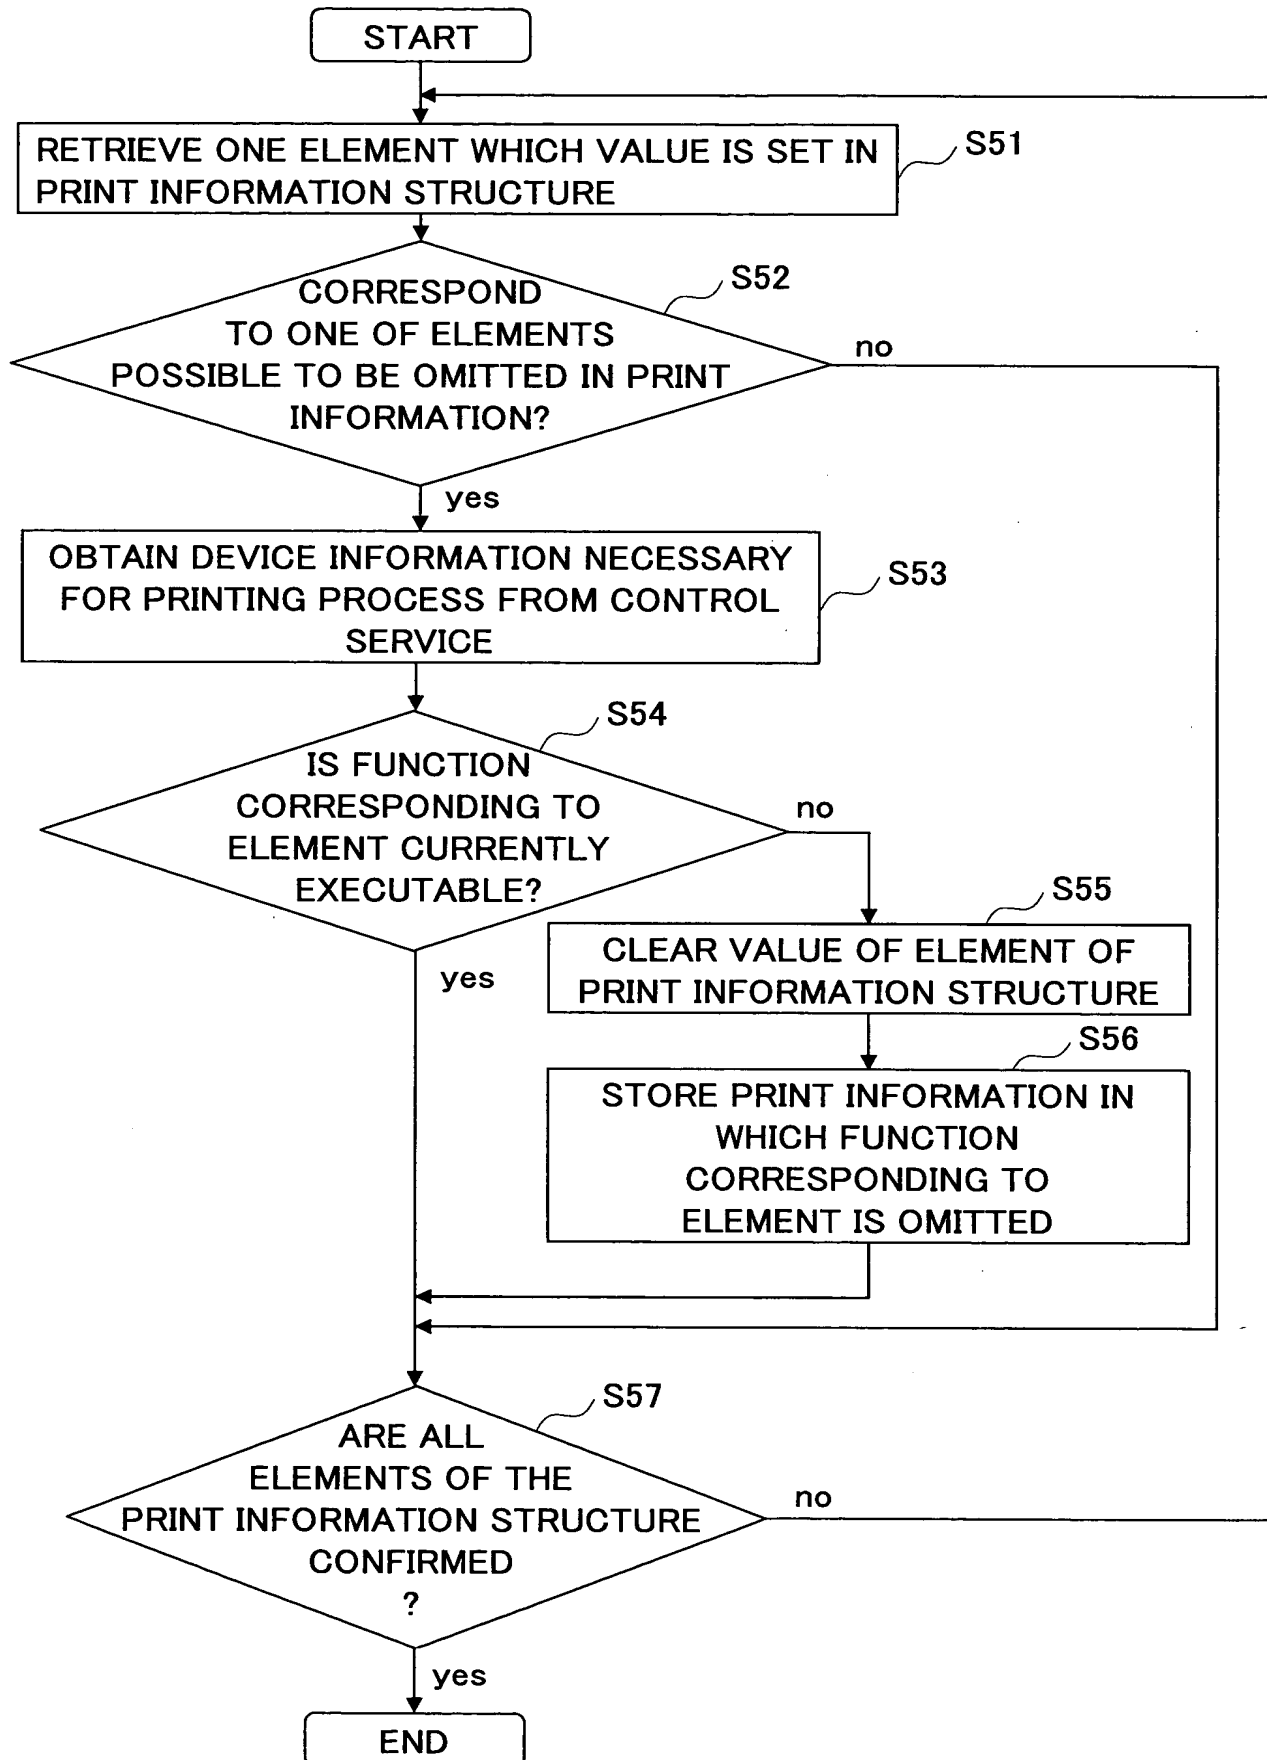 START
RETRIEVE ONE ELEMENT WHICH VALUE IS SET IN
PRINT INFORMATION STRUCTURE
S51
CORRESPOND
TO ONE OF ELEMENTS
POSSIBLE TO BE OMITTED IN PRINT
INFORMATION?
S52
no
yes
OBTAIN DEVICE INFORMATION NECESSARY
FOR PRINTING PROCESS FROM CONTROL
SERVICE
S53
IS FUNCTION
CORRESPONDING TO
ELEMENT CURRENTLY
EXECUTABLE?
S54
no
yes
S55
CLEAR VALUE OF ELEMENT OF
PRINT INFORMATION STRUCTURE
S56
STORE PRINT INFORMATION IN
WHICH FUNCTION
CORRESPONDING TO
ELEMENT IS OMITTED
S57
ARE ALL
ELEMENTS OF THE
PRINT INFORMATION STRUCTURE
CONFIRMED
?
no
yes
END